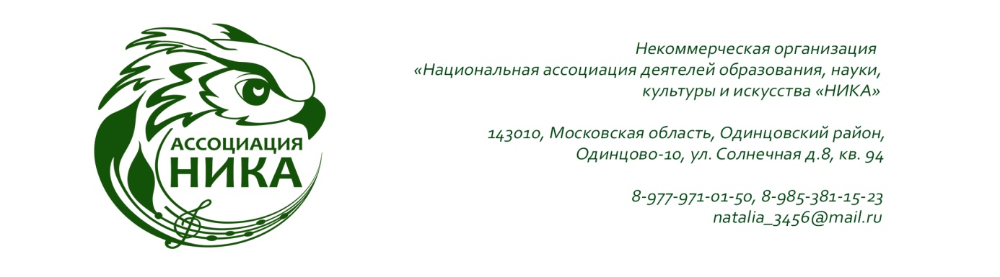 АССОЦИАЦИЯ
НИКА
Некоммерческая организация
«Национальная ассоциация деятелей образования, науки,
культуры и искусства «НИКА»
143010, Московская область, Одинцовский район,
Одинцово-10, ул. Солнечная д.8, кв. 94
8-977-971-01-50, 8-985-381-15-23
natalia_3456@mail.ru